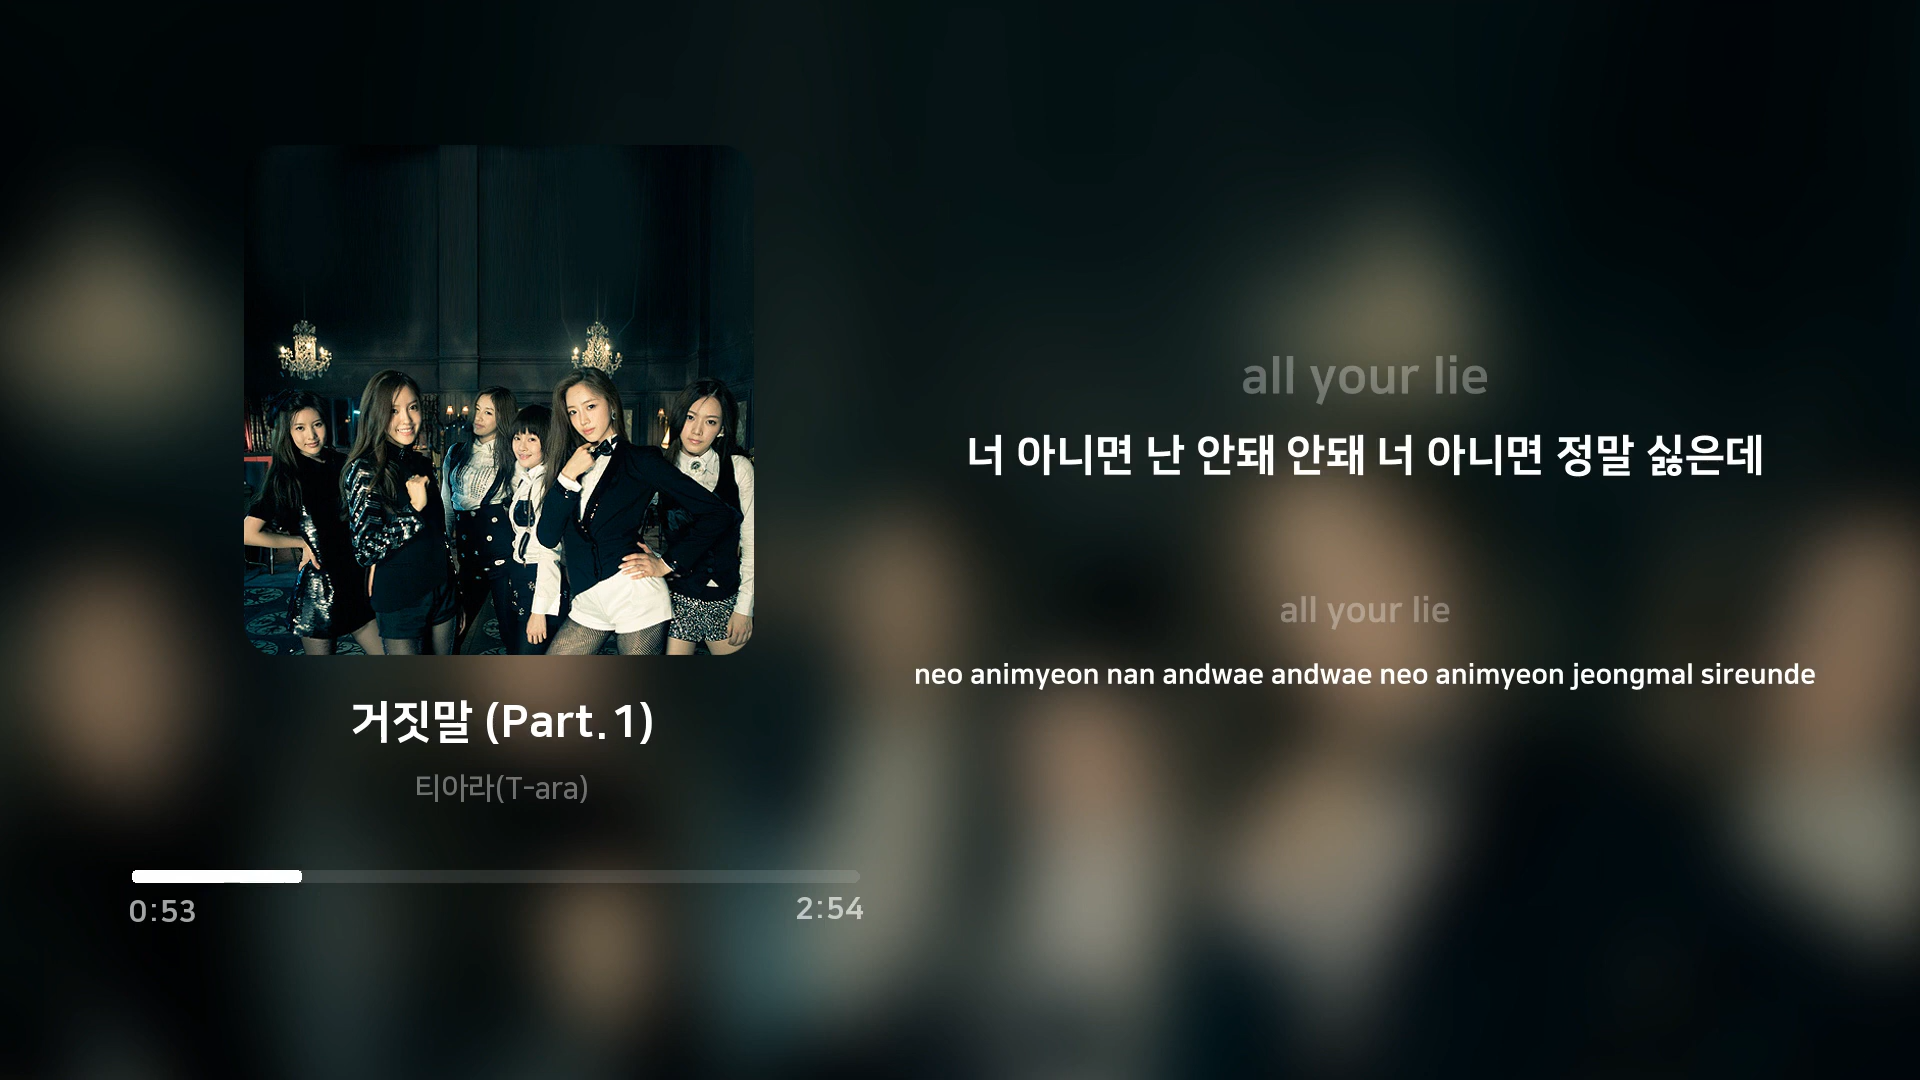 all your lie
너 아니면 난 안돼 안돼 너 아니면 정말 싫은데
all your lie
neo animyeon nan andwae andwae neo animyeon jeongmal sireunde
거짓말 (Part.1)
티아라(T-ara)
0:53
2:54